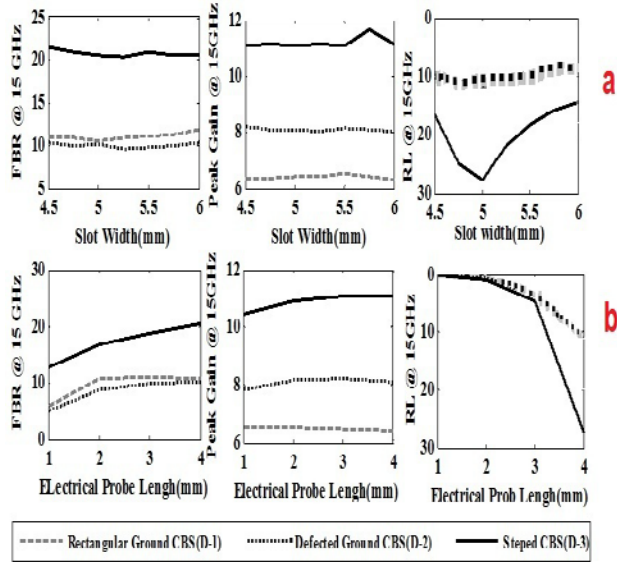 FBR @ 15 GHz
25
20
15
10
5
4.5 5 5.5 6
Slot Width(mm)
Peak Gain @ 15GHz
12
10
8
6
4.5 5 5.5 6
Slot Width(mm)
RL @ 15GHz
0
10
20
30
4.5 5 5.5 6
Slot width(mm)
a
FBR @ 15 GHz
30
20
10
0
1 2 3 4
ELectrical Probe Lengh(mm)
Peak Gain @ 15GHz
12
10
8
6
1 2 3 4
Electrical Probe Lengh(mm)
RL @ 15GHz
0
10
20
30
1 2 3 4
Electrical Prob Lengh(mm)
b
Rectangular Ground CBS(D-1) Defected Ground CBS(D-2) Steped CBS(D-3)